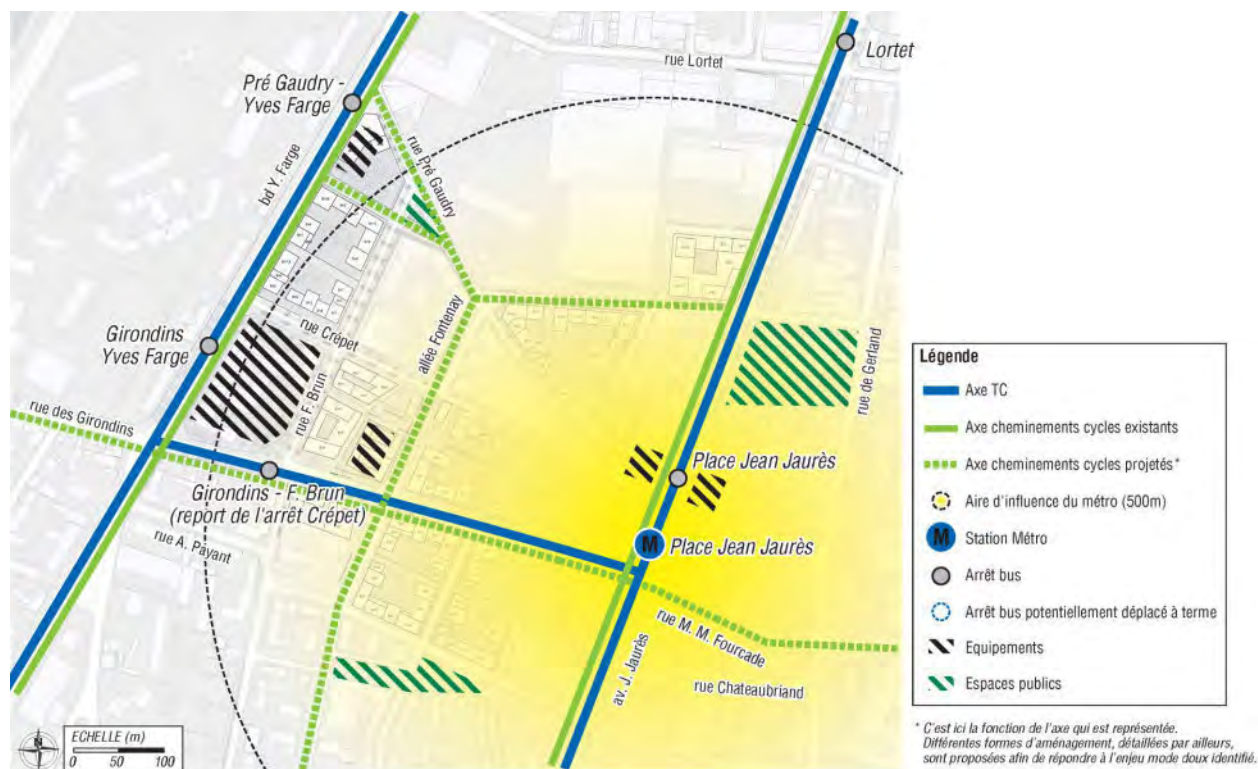 Lortet
rue Lortet
Pré Gaudry -
Yves Farge
rue Pré Gaudry
bd Y. Farge
Girondins
Yves Farge
rue Crépet
allée Fontenay
rue de Gerland
rue F. Brun
rue des Girondins
Place Jean Jaurès
Girondins - F. Brun
(report de l'arrêt Crépet)
M
Place Jean Jaurès
rue A. Payant
rue M. M. Fourcade
av. J. Jaurès
rue Chateaubriand
N
ECHELLE (m)
0 50 100
Légende
Axe TC
Axe cheminements cycles existants
Axe cheminements cycles projetés*
Aire d'influence du métro (500m)
M
Station Métro
Arrêt bus
Arrêt bus potentiellement déplacé à terme
Equipements
Espaces publics
* C'est ici la fonction de l'axe qui est représentée.
Différentes formes d'aménagement, détaillées par ailleurs,
sont proposées afin de répondre à l'enjeu mode doux identifié.